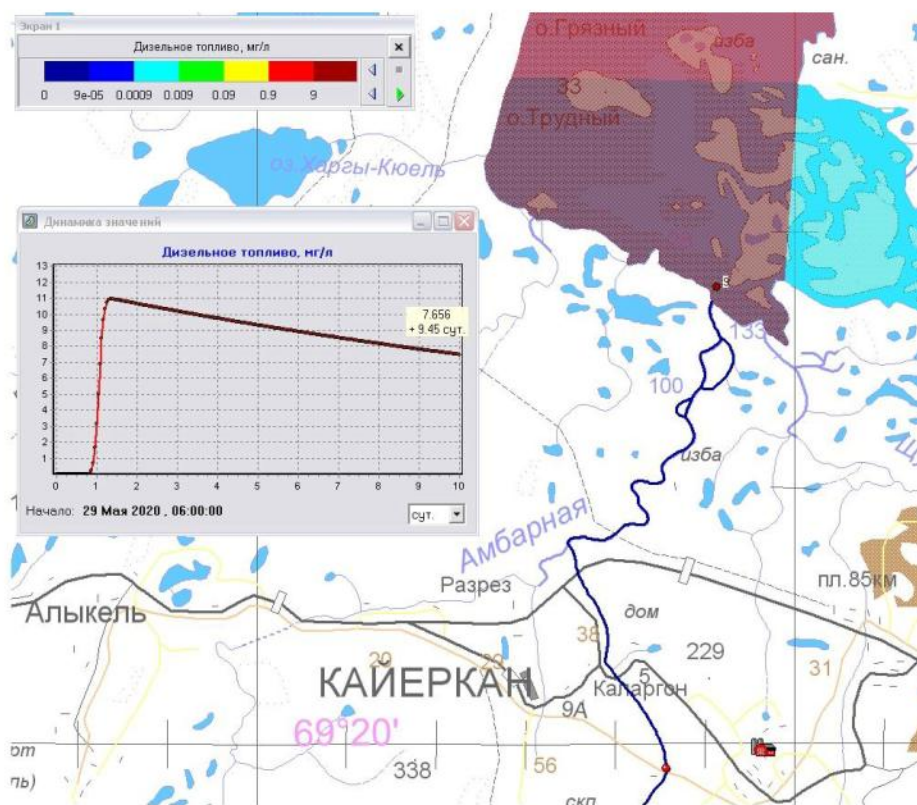 Экран 1
Дизельное топливо, мг/л
0 9e-05 0.0009 0.009 0.09 0.9 9
о.Грязный
изба
сан.
33
о.Трудный
оз.Харгы-Кюель
Динамика значений
Дизельное топливо, мг/л
13
12
11
10
9
8
7
6
5
4
3
2
1
7.656
+ 9.45 сут.
0 1 2 3 4 5 6 7 8 9 10
Начало: 29 Мая 2020 , 06:00:00
сут.
133
100
изба
Амбарная
Разрез
пл.85км
Алыкель
дом
38
229
31
20
КАЙЕРКАН
5
Каларгон
9А
69°20'
338
56
скп